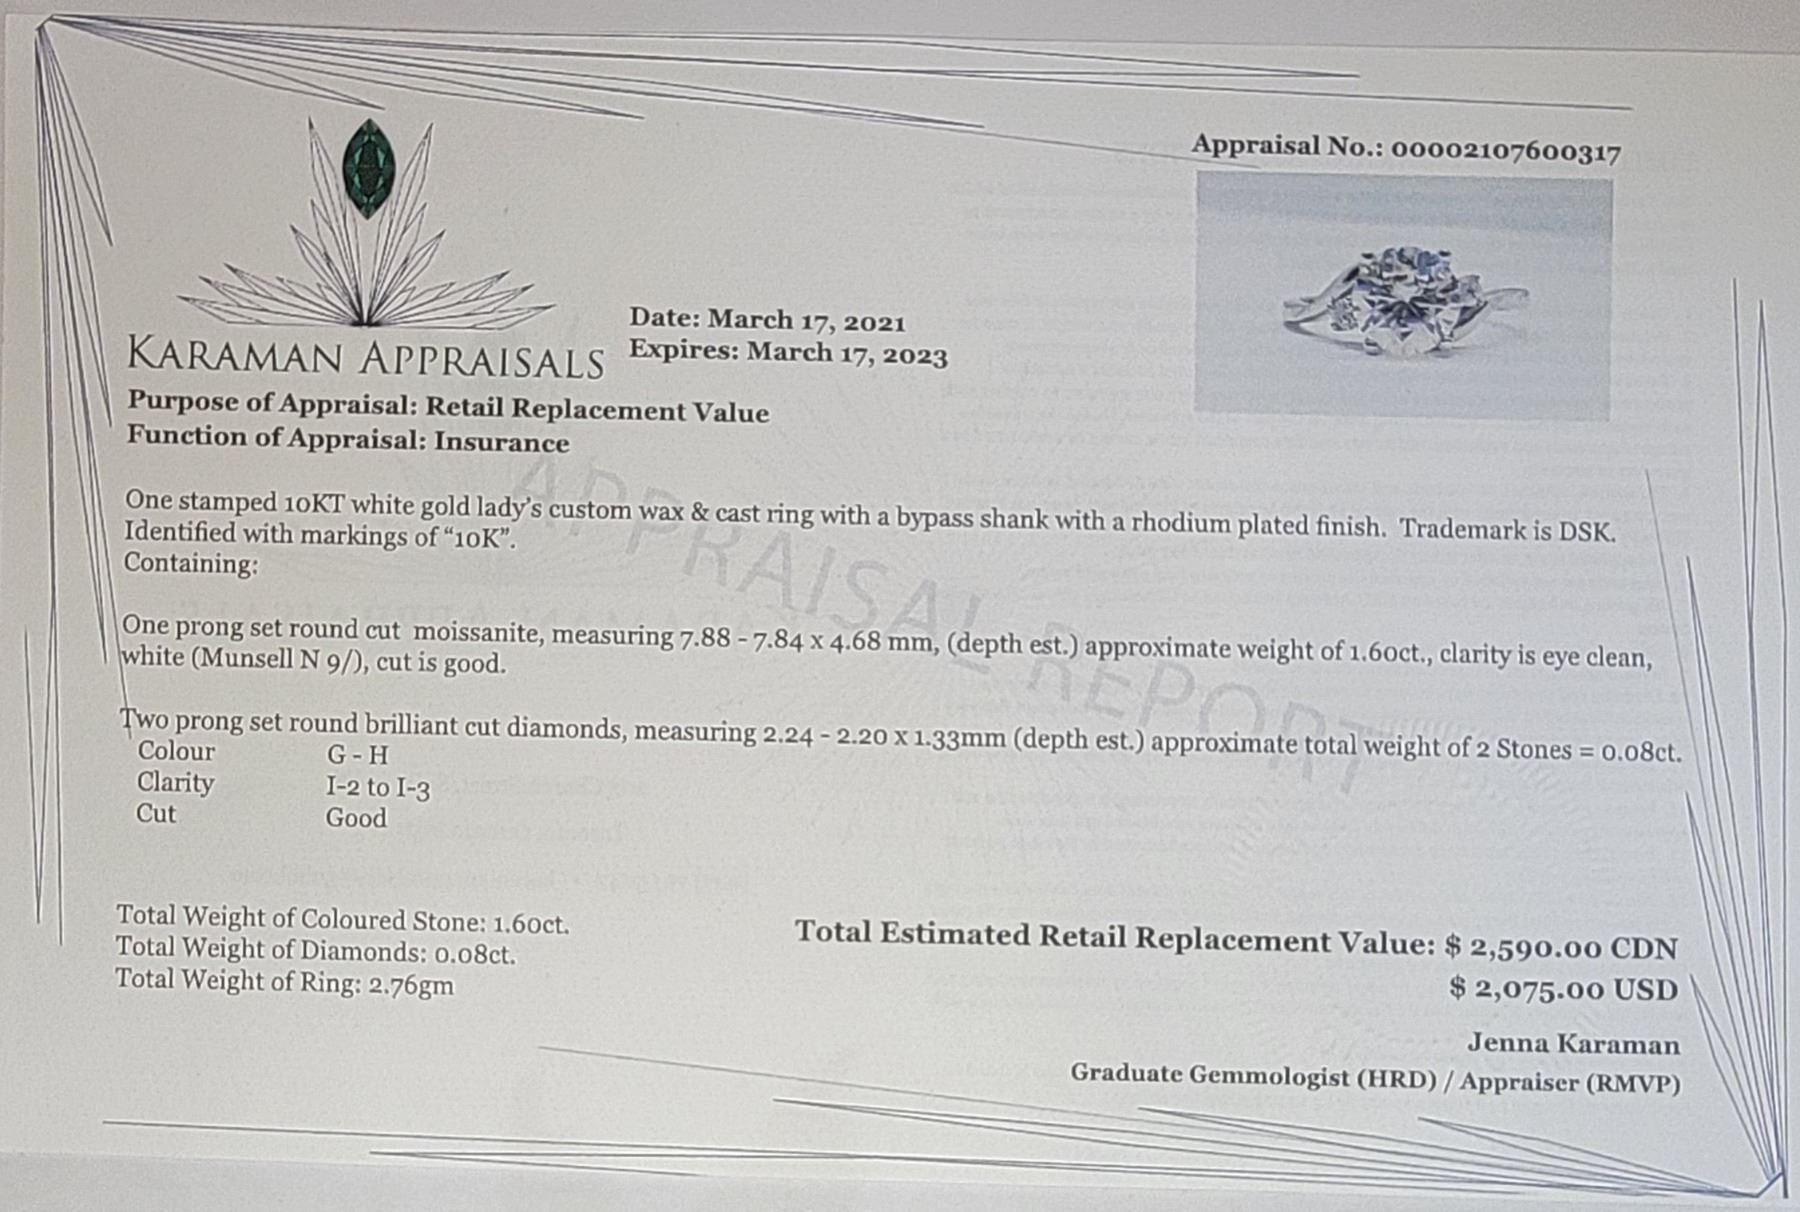 Appraisal No.: 00002107600317
KARAMAN APPRAISALS
Date: March 17, 2021
Expires: March 17, 2023
Purpose of Appraisal: Retail Replacement Value
Function of Appraisal: Insurance
APPRAISAL REPORT
One stamped 10KT white gold lady's custom wax & cast ring with a bypass shank with a rhodium plated finish.  Trademark is DSK.
Identified with markings of "10K".
Containing:
One prong set round cut  moissanite, measuring 7.88 - 7.84 x 4.68 mm, (depth est.) approximate weight of 1.60ct., clarity is eye clean,
white (Munsell N 9/), cut is good.
Two prong set round brilliant cut diamonds, measuring 2.24 - 2.20 x 1.33mm (depth est.) approximate total weight of 2 Stones = 0.08ct.
Colour G - H
Clarity I-2 to I-3
Cut Good
Total Weight of Coloured Stone: 1.60ct.
Total Weight of Diamonds: 0.08ct.
Total Weight of Ring: 2.76gm
Total Estimated Retail Replacement Value: $ 2,590.00 CDN
$ 2,075.00 USD
Jenna Karaman
Graduate Gemmologist (HRD) / Appraiser (RMVP)